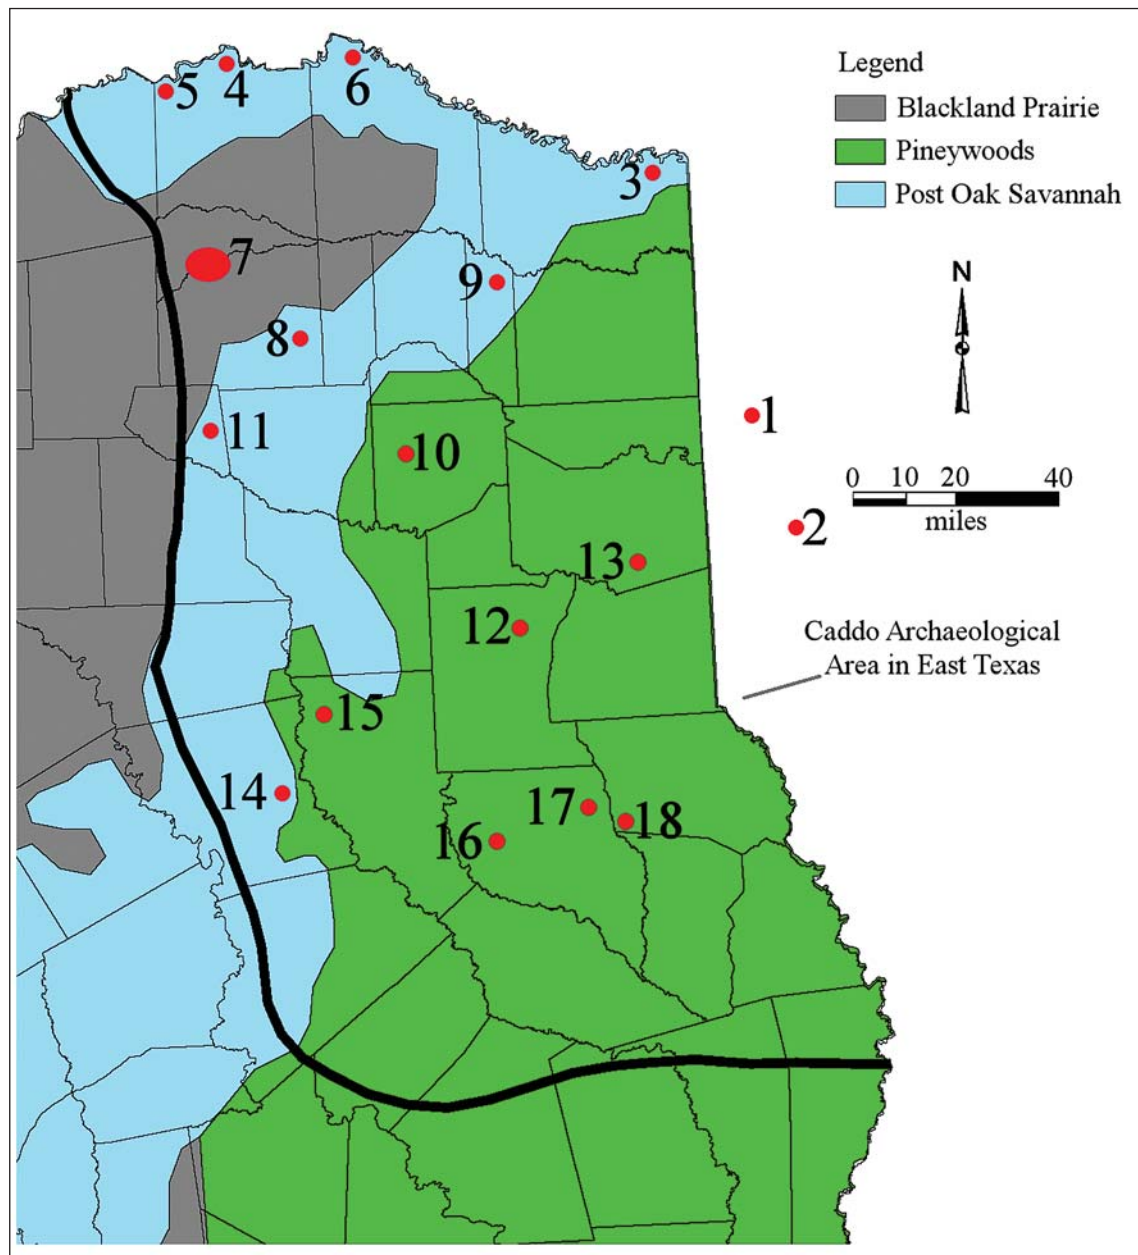 Legend
Blackland Prairie
Pineywoods
Post Oak Savannah
5
4
6
3
7
9
N
8
1
11
10
0 10 20 40
miles
2
13
12
Caddo Archaeological
Area in East Texas
15
14
17
18
16